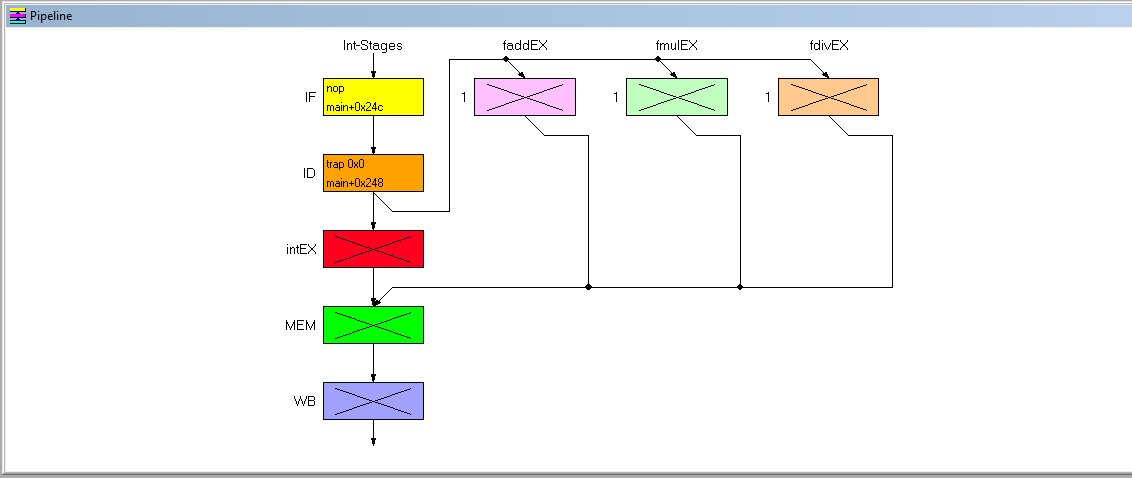 Pipeline
Int-Stages
faddEX
fmulEX
fdivEX
IF
nop
main+0x24c
1
1
1
ID
trap 0x0
main+0x248
intEX
MEM
WB